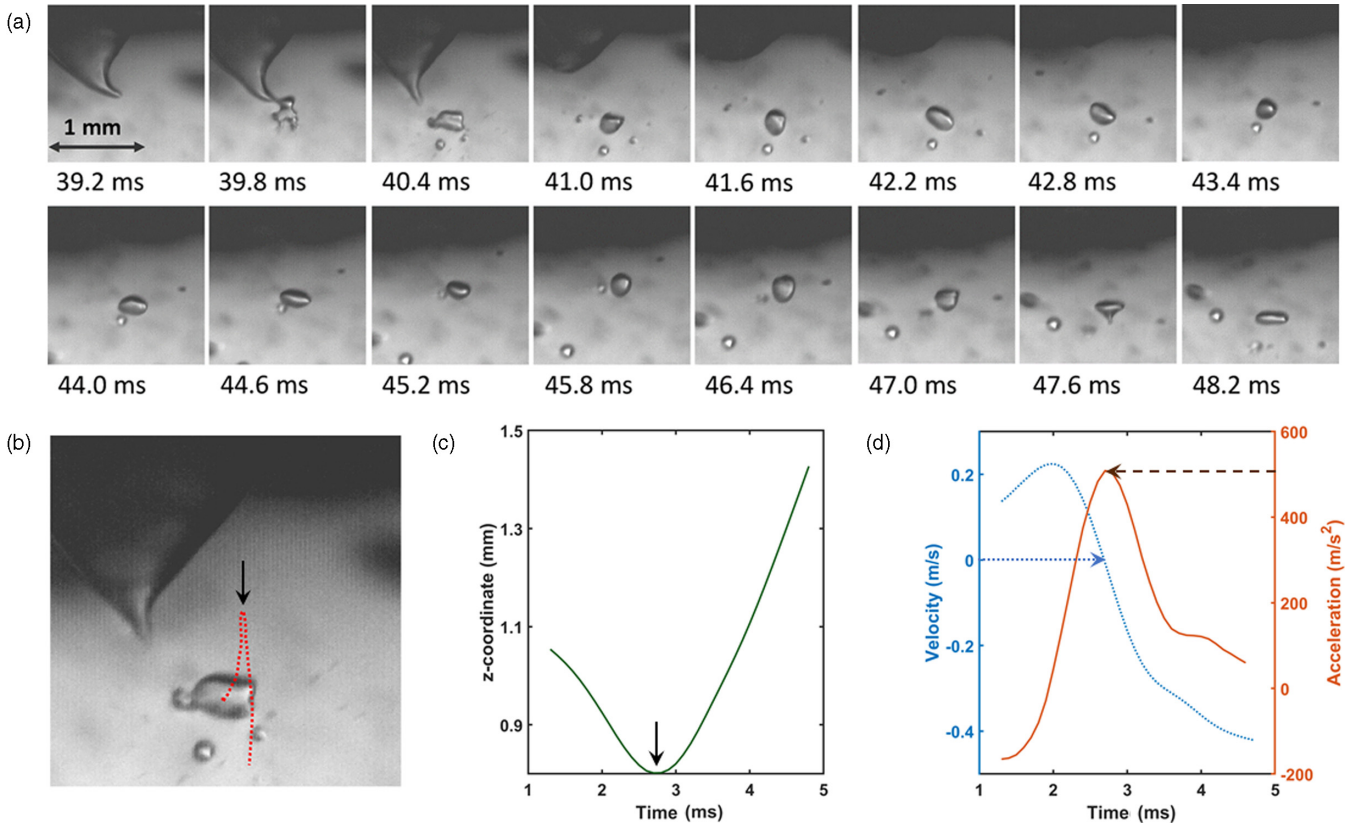 (a)
1 mm
39.2 ms 39.8 ms 40.4 ms 41.0 ms 41.6 ms 42.2 ms 42.8 ms 43.4 ms
44.0 ms 44.6 ms 45.2 ms 45.8 ms 46.4 ms 47.0 ms 47.6 ms 48.2 ms
(b)
(c)
1.5
1.3
1.1
0.9
z-coordinate (mm)
1 2 3 4 5
Time (ms)
(d)
0.2
0
-0.2
-0.4
Velocity (m/s)
600
400
200
0
-200
Acceleration (m/s²)
1 2 3 4 5
Time (ms)